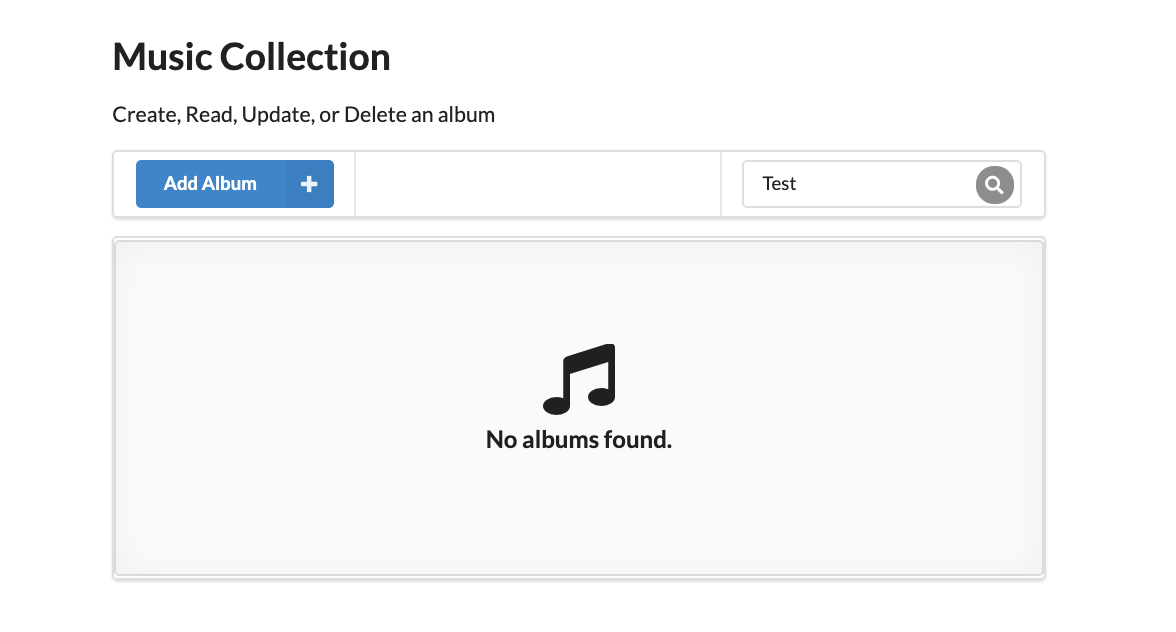 Music Collection
Create, Read, Update, or Delete an album
Add Album
Test
No albums found.